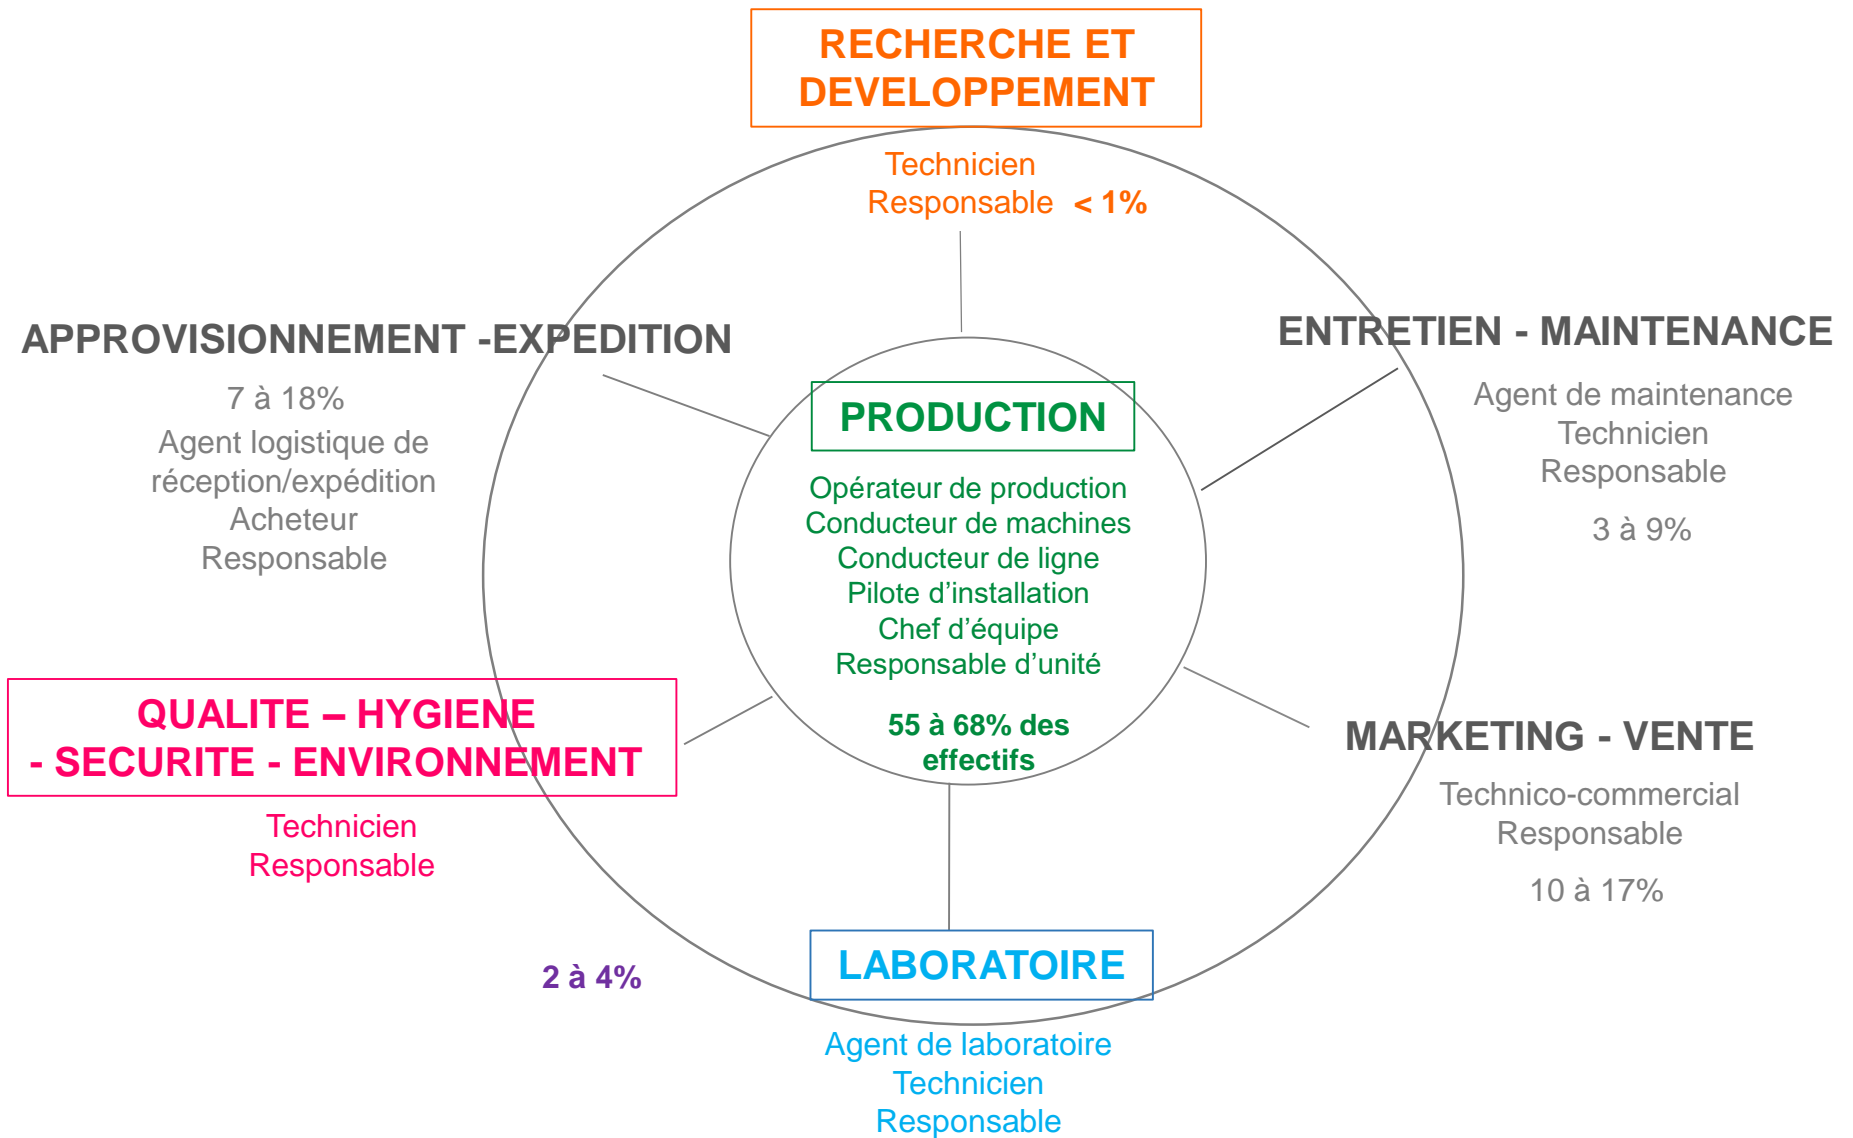 RECHERCHE ET
DEVELOPPEMENT
Technicien
Responsable < 1%
APPROVISIONNEMENT -EXPEDITION
7 à 18%
Agent logistique de
réception/expédition
Acheteur
Responsable
ENTRETIEN - MAINTENANCE
Agent de maintenance
Technicien
Responsable
3 à 9%
PRODUCTION
Opérateur de production
Conducteur de machines
Conducteur de ligne
Pilote d’installation
Chef d’équipe
Responsable d’unité
55 à 68% des
effectifs
QUALITE – HYGIENE
- SECURITE - ENVIRONNEMENT
Technicien
Responsable
MARKETING - VENTE
Technico-commercial
Responsable
10 à 17%
2 à 4%
LABORATOIRE
Agent de laboratoire
Technicien
Responsable